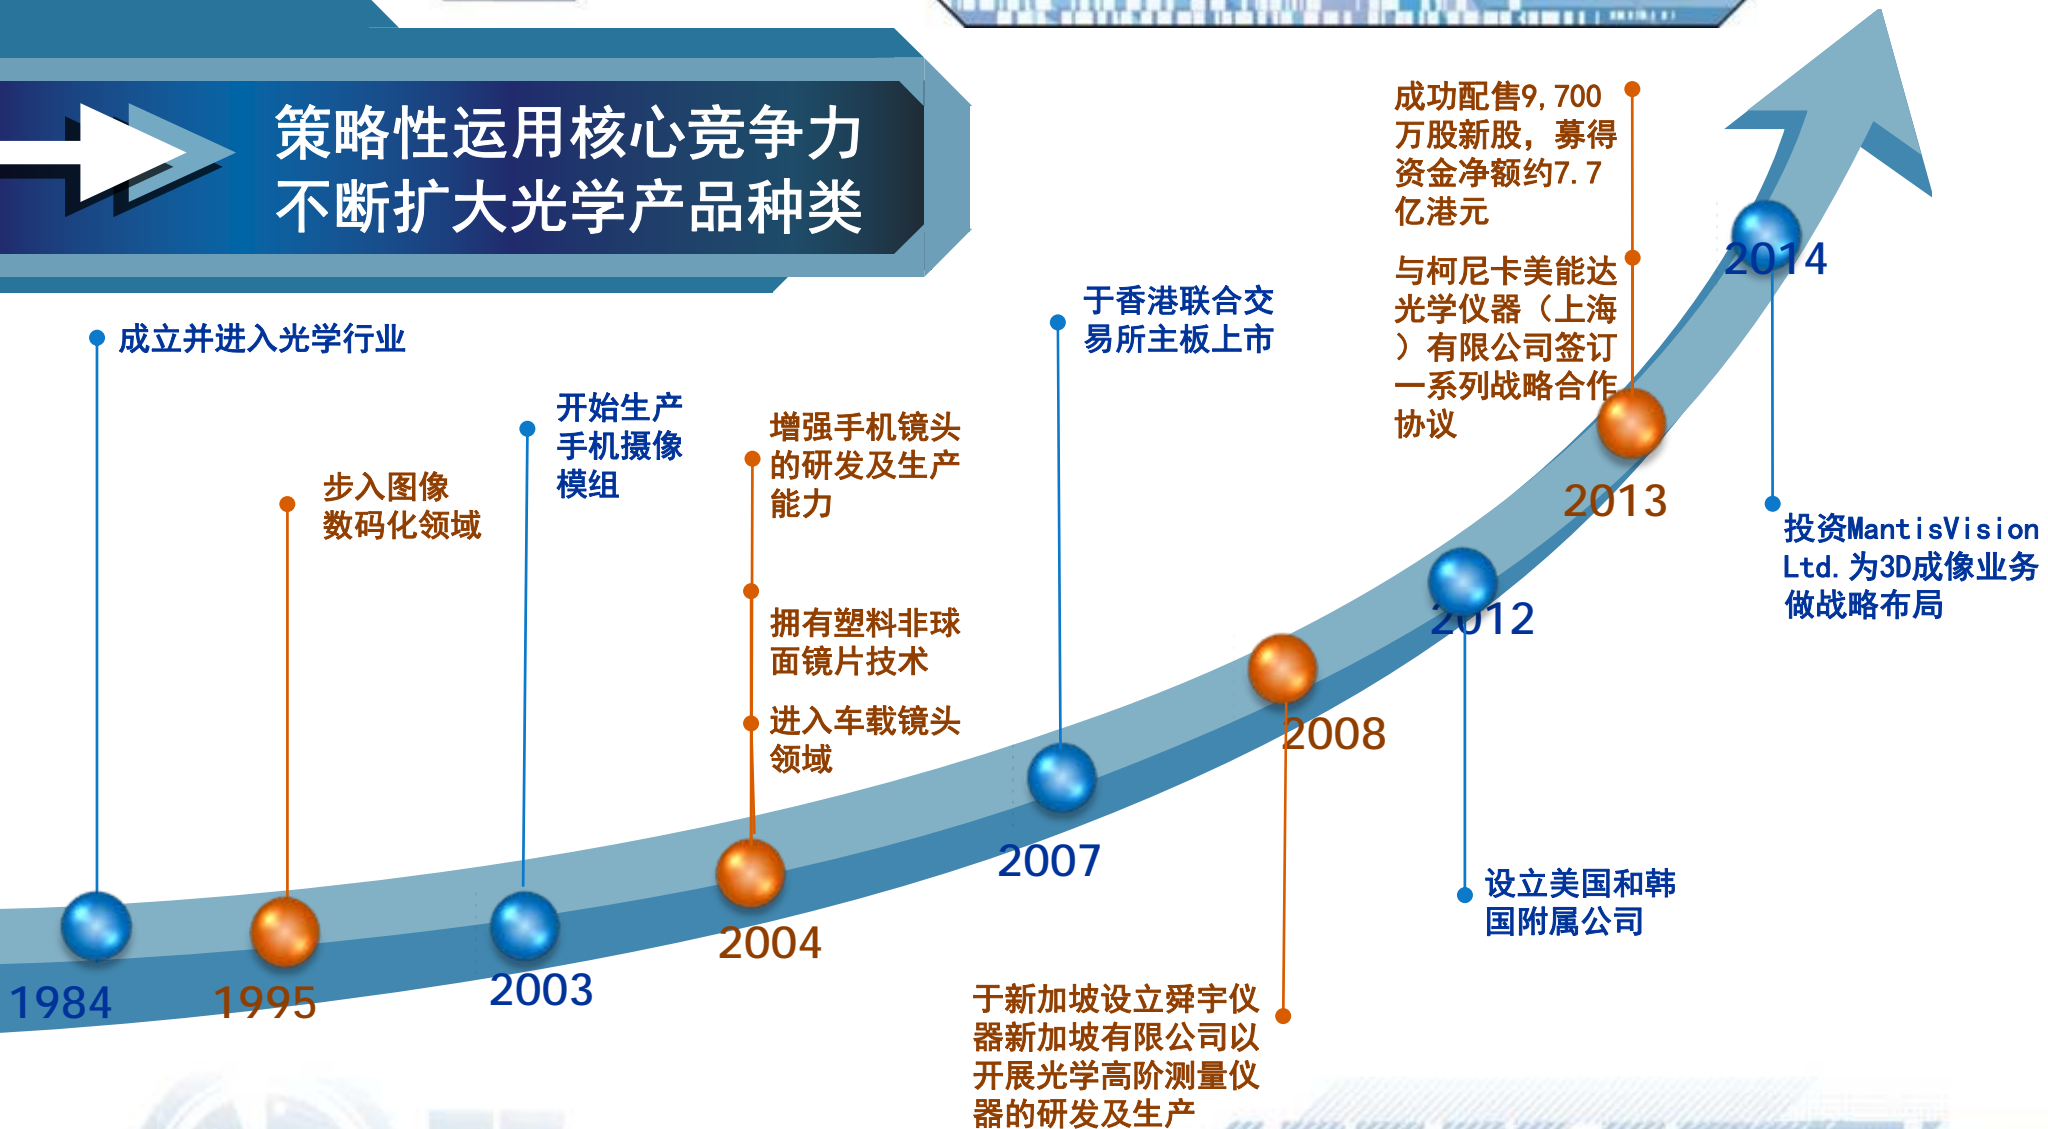 策略性运用核心竞争力
不断扩大光学产品种类
成立并进入光学行业
1984
步入图像
数码化领域
1995
开始生产
手机摄像
模组
2003
增强手机镜头
的研发及生产
能力
拥有塑料非球
面镜片技术
进入车载镜头
领域
2004
于香港联合交
易所主板上市
2007
2008
于新加坡设立舜宇仪
器新加坡有限公司以
开展光学高阶测量仪
器的研发及生产
2012
设立美国和韩
国附属公司
成功配售9,700
万股新股，募得
资金净额约7.7
亿港元
与柯尼卡美能达
光学仪器（上海
）有限公司签订
一系列战略合作
协议
2013
2014
投资MantisVision
Ltd.为3D成像业务
做战略布局